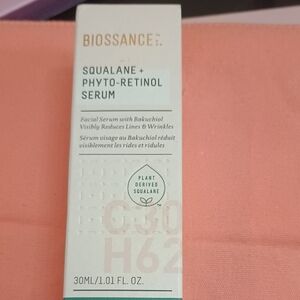 BIOSSANCE
SQUALANE +
PHYTO-RETINOL
SERUM
Facial Serum with Bakuchiol
Visibly Reduces Lines & Wrinkles
Sérum visage au Bakuchiol réduit
visiblement les rides et ridules
PLANT
DERIVED
SQUALANE
C30
H62
30ML/1.01 FL. OZ.